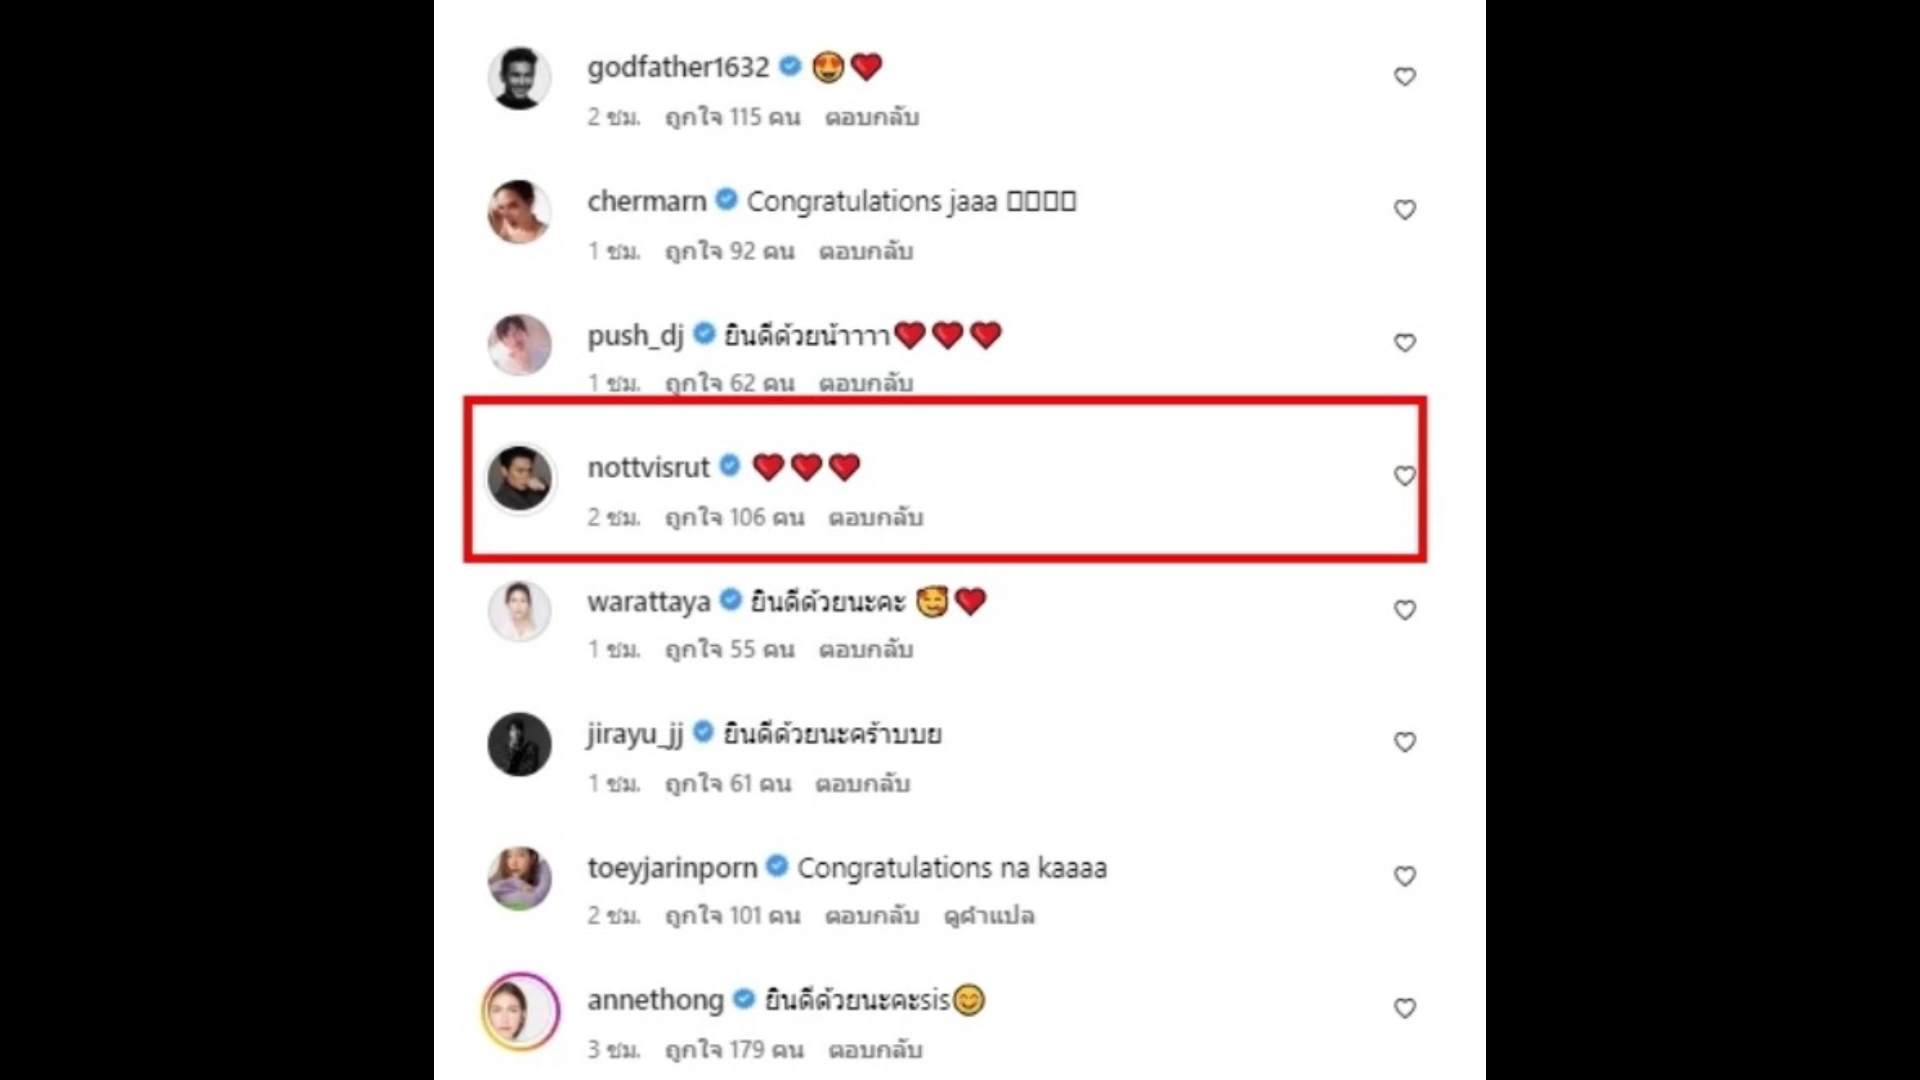 godfather1632 😍❤️
2 ชม. ถูกใจ 115 คน ตอบกลับ
chermarn Congratulations jaaa □□□□
1 ชม. ถูกใจ 92 คน ตอบกลับ
push_dj ยินดีด้วยน้าาาา❤️❤️❤️
1 ชม. ถูกใจ 62 คน ตอบกลับ
nottvisrut ❤️❤️❤️
2 ชม. ถูกใจ 106 คน ตอบกลับ
warattaya ยินดีด้วยนะคะ 🥰❤️
1 ชม. ถูกใจ 55 คน ตอบกลับ
jirayu_jj ยินดีด้วยนะคร้าบบย
1 ชม. ถูกใจ 61 คน ตอบกลับ
toeyjarinporn Congratulations na kaaaa
2 ชม. ถูกใจ 101 คน ตอบกลับ ดูคำแปล
annethong ยินดีด้วยนะคะsis😊
3 ชม. ถูกใจ 179 คน ตอบกลับ